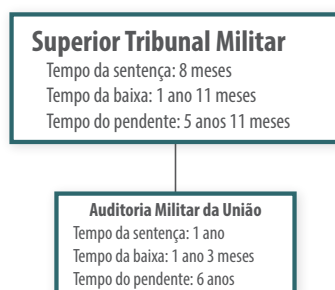 Superior Tribunal Militar
Tempo da sentença: 8 meses
Tempo da baixa: 1 ano 11 meses
Tempo do pendente: 5 anos 11 meses
Auditoria Militar da União
Tempo da sentença: 1 ano
Tempo da baixa: 1 ano 3 meses
Tempo do pendente: 6 anos